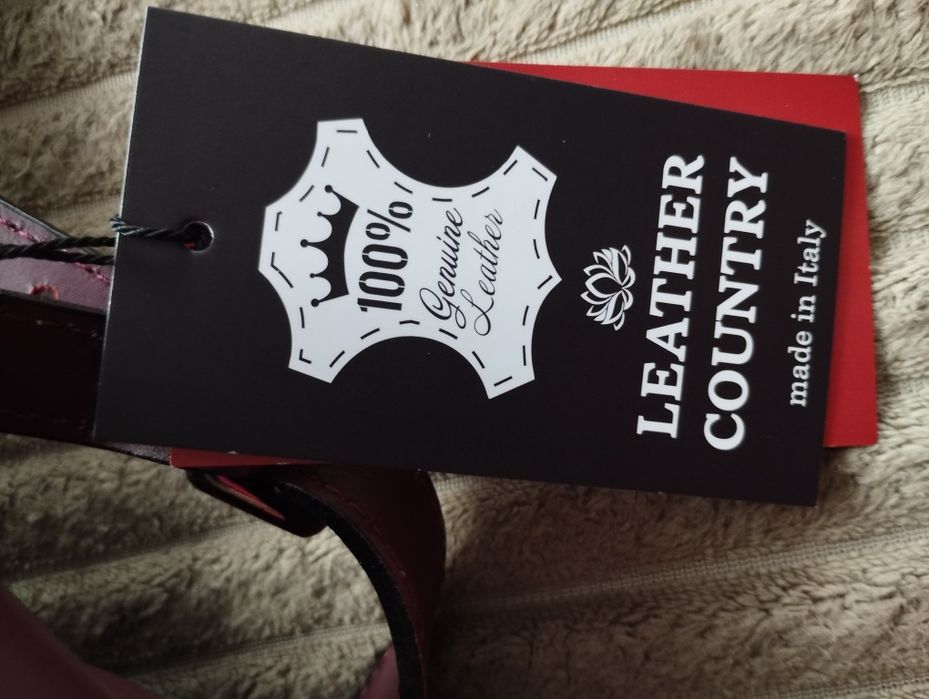 100%
Genuine
Leather
LEATHER
COUNTRY
made in Italy